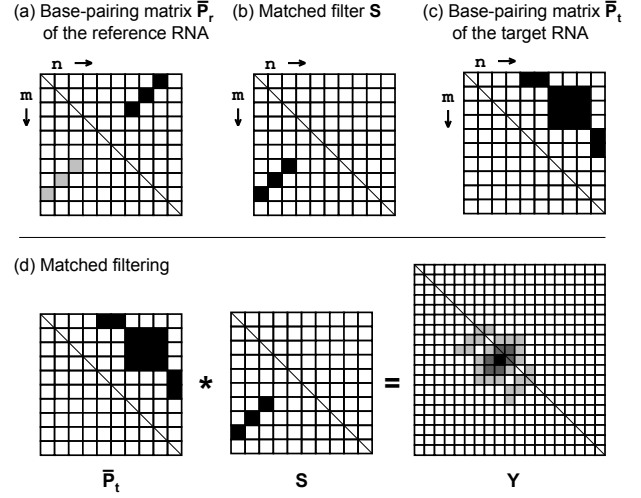 (a) Base-pairing matrix P̅r
of the reference RNA
(b) Matched filter S
(c) Base-pairing matrix P̅t
of the target RNA
n →
m
↓
n →
m
↓
n →
m
↓
(d) Matched filtering
*
=
P̅t
S
Y